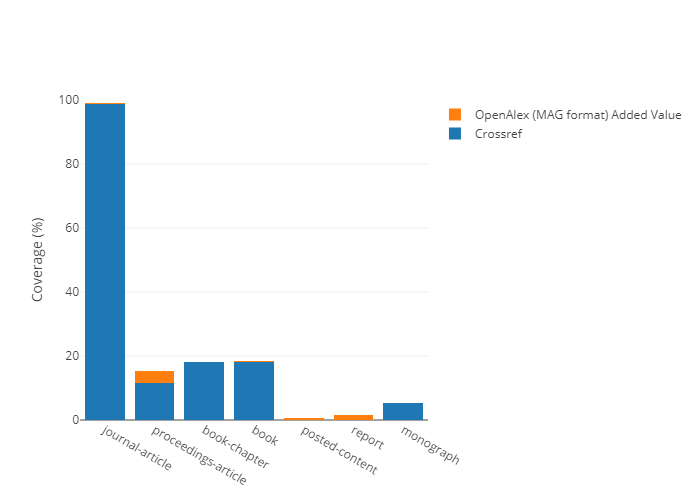 100
80
60
40
20
0
Coverage (%)
journal-article
proceedings-article
book-chapter
book
posted-content
report
monograph
OpenAlex (MAG format) Added Value
Crossref